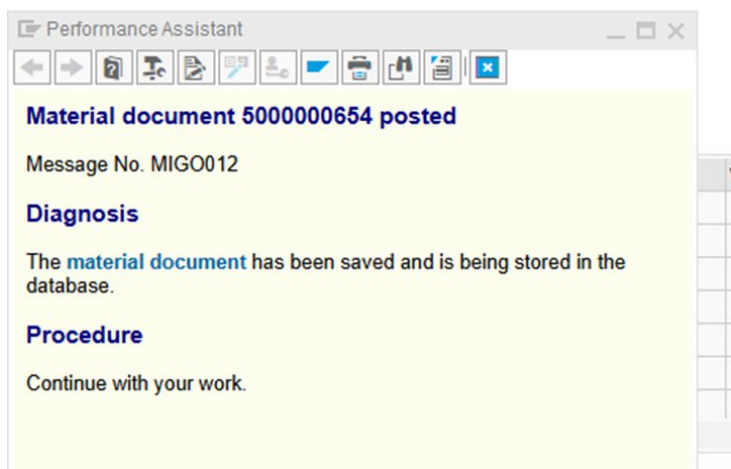 Performance Assistant
Material document 5000000654 posted
Message No. MIGO012
Diagnosis
The material document has been saved and is being stored in the
database.
Procedure
Continue with your work.